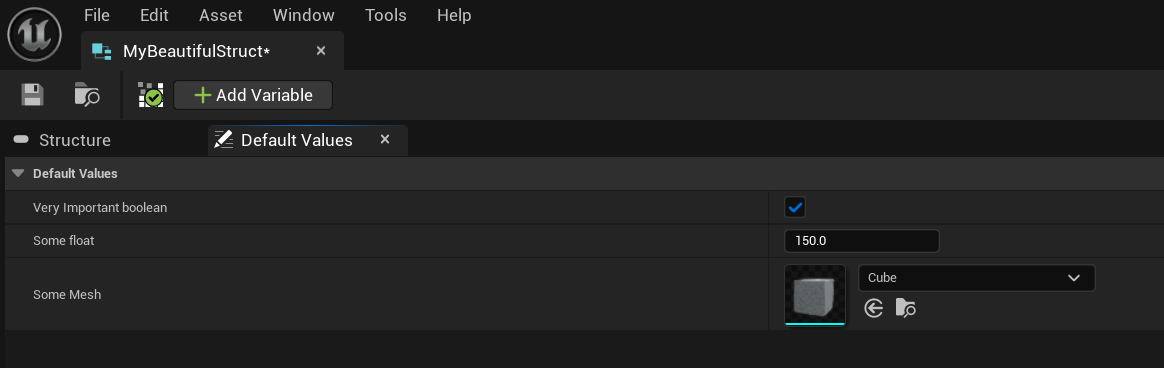 File Edit Asset Window Tools Help
MyBeautifulStruct*
Add Variable
Structure Default Values
Default Values
Very Important boolean
Some float 150.0
Some Mesh Cube